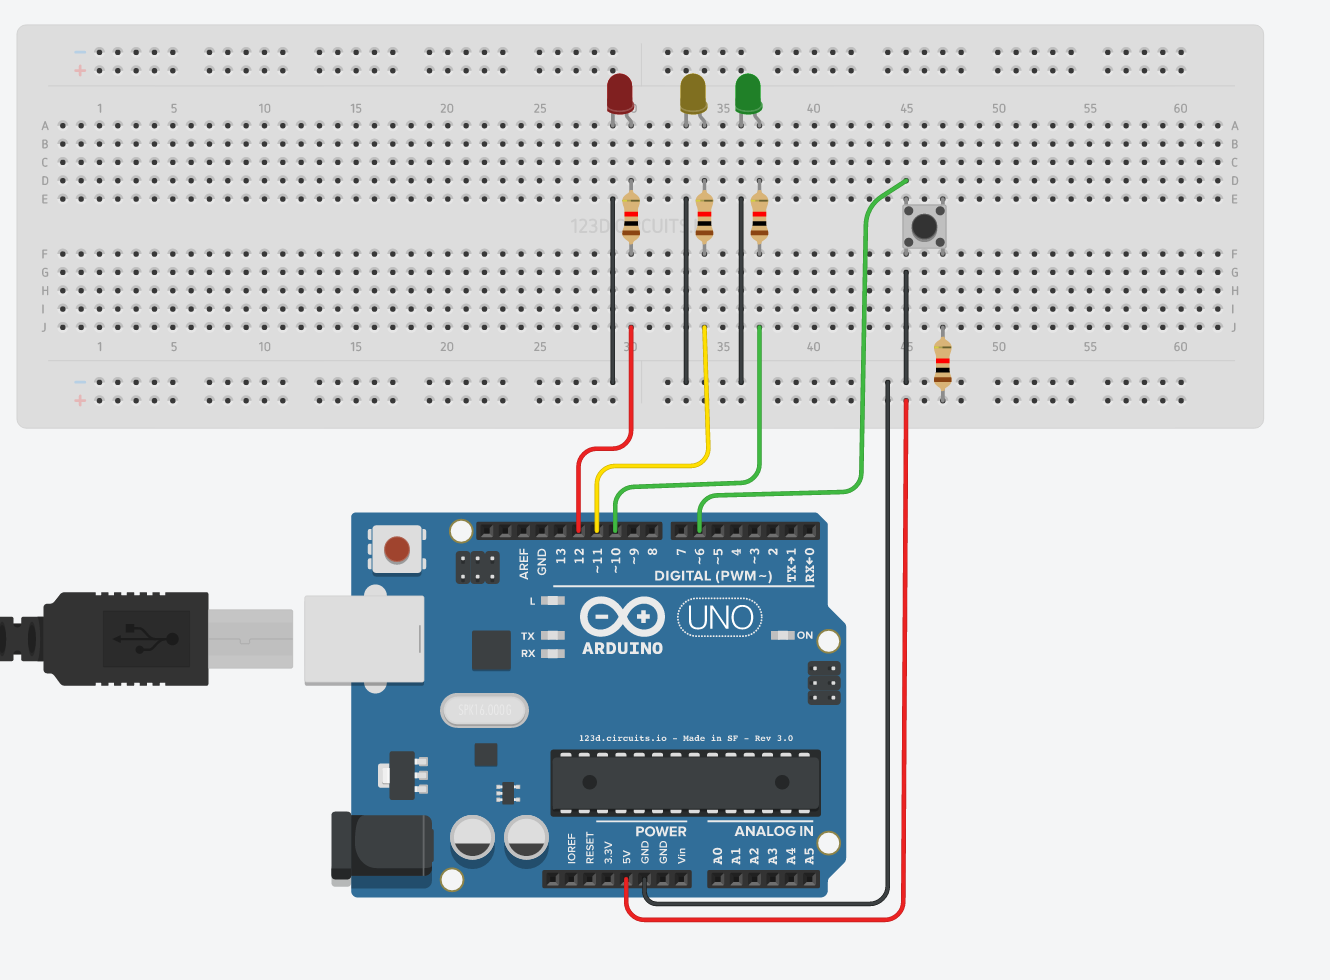 − −
+ +
1 5 10 15 20 25 30 35 40 45 50 55 60
A A
B B
C C
D D
E E
123D CIRCUITS
F F
G G
H H
I I
J J
1 5 10 15 20 25 30 35 40 45 50 55 60
− −
+ +
AREF GND 13 12 ~11 ~10 ~9 8 7 ~6 ~5 4 ~3 2 TX→1 RX←0
DIGITAL (PWM~)
L
TX
RX
UNO
ON
ARDUINO
SPK16.000G
123d.circuits.io - Made in SF - Rev 3.0
POWER ANALOG IN
IOREF RESET 3.3V 5V GND GND Vin A0 A1 A2 A3 A4 A5